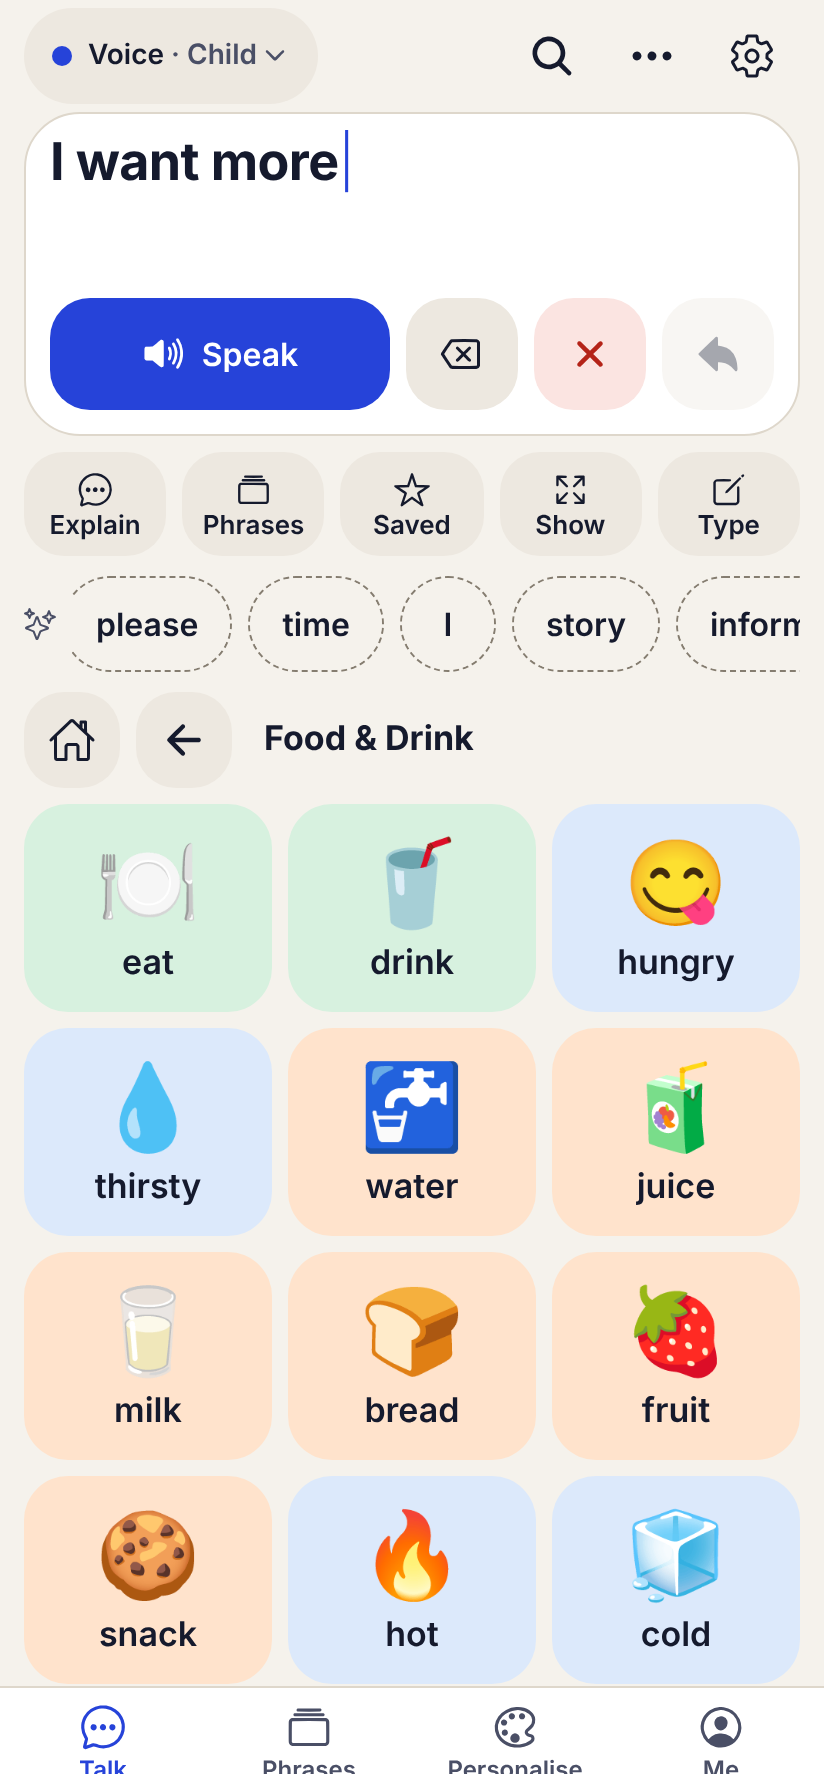 Voice · Child
I want more
Speak
Explain
Phrases
Saved
Show
Type
please
time
I
story
inform
Food & Drink
eat
drink
hungry
thirsty
water
juice
milk
bread
fruit
snack
hot
cold
Talk
Phrases
Personalise
Me